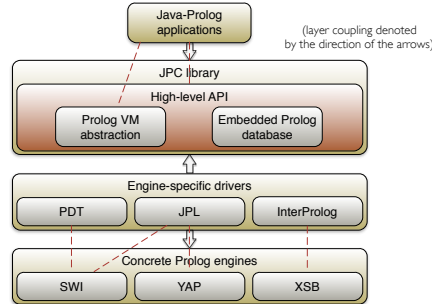 Java-Prolog
applications
(layer coupling denoted
by the direction of the arrows)
JPC library
High-level API
Prolog VM
abstraction
Embedded Prolog
database
Engine-specific drivers
PDT
JPL
InterProlog
Concrete Prolog engines
SWI
YAP
XSB